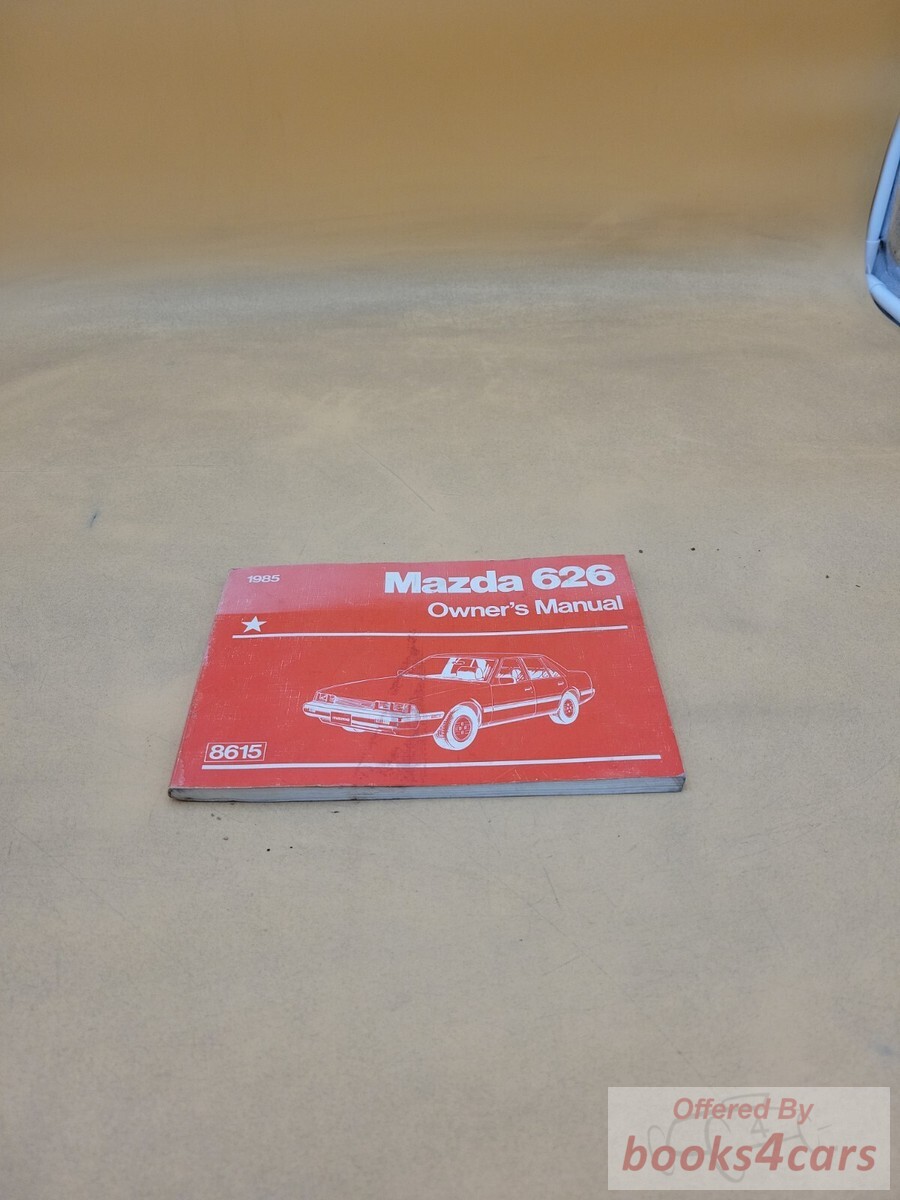 1985
Mazda 626
Owner's Manual
8615
Offered By
books4cars